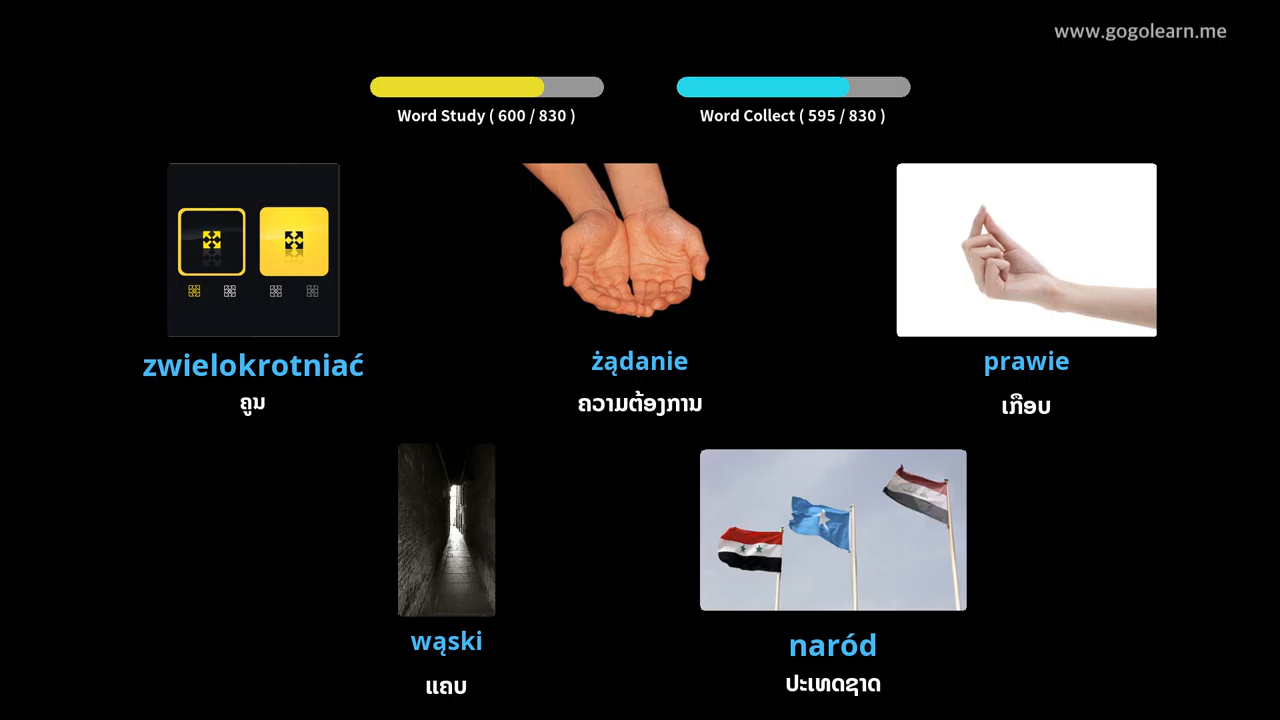 www.gogolearn.me
Word Study ( 600 / 830 )
Word Collect ( 595 / 830 )
zwielokrotniać
ຄູນ
żądanie
ຄວາມຕ້ອງການ
prawie
ເກືອບ
wąski
ແຄບ
naród
ປະເທດຊາດ